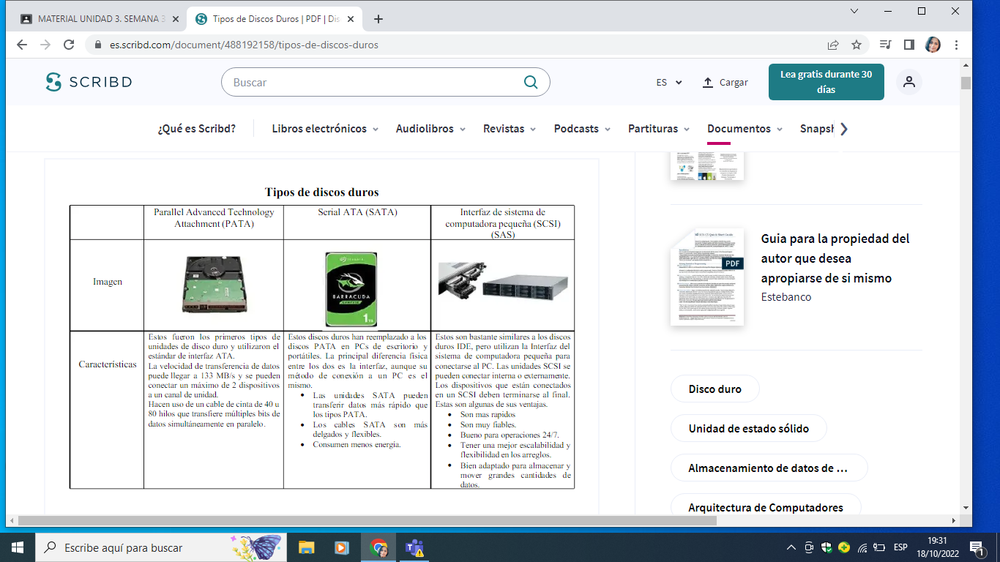 MATERIAL UNIDAD 3. SEMANA 3
Tipos de Discos Duros | PDF | Dis
es.scribd.com/document/488192158/tipos-de-discos-duros
SCRIBD
Buscar
ES
Cargar
Lea gratis durante 30
días
¿Qué es Scribd?
Libros electrónicos
Audiolibros
Revistas
Podcasts
Partituras
Documentos
Snapsh
Tipos de discos duros
Parallel Advanced Technology
Attachment (PATA)
Serial ATA (SATA)
Interfaz de sistema de
computadora pequeña (SCSI)
(SAS)
Imagen
BARRACUDA
1TB
Características
Estos fueron los primeros tipos de
unidades de disco duro y utilizaron el
estándar de interfaz ATA.
La velocidad de transferencia de datos
puede llegar a 133 MB/s y se pueden
conectar un máximo de 2 dispositivos
a un canal de unidad.
Hacen uso de un cable de cinta de 40 u
80 hilos que transfiere múltiples bits de
datos simultáneamente en paralelo.
Estos discos duros han reemplazado a los
discos PATA en PCs de escritorio y
portátiles. La principal diferencia física
entre los dos es la interfaz, aunque su
método de conexión a un PC es el
mismo.
• Las unidades SATA pueden
transferir datos más rápido que
los tipos PATA.
• Los cables SATA son más
delgados y flexibles.
• Consumen menos energía.
Estos son bastante similares a los discos
duros IDE, pero utilizan la Interfaz del
sistema de computadora pequeña para
conectarse al PC. Las unidades SCSI se
pueden conectar interna o externamente.
Los dispositivos que están conectados
en un SCSI deben terminarse al final.
Estas son algunas de sus ventajas.
• Son mas rapidos
• Son muy fiables.
• Bueno para operaciones 24/7.
• Tener una mejor escalabilidad y
flexibilidad en los arreglos.
• Bien adaptado para almacenar y
mover grandes cantidades de
datos.
PDF
Guia para la propiedad del
autor que desea
apropiarse de si mismo
Estebanco
Disco duro
Unidad de estado sólido
Almacenamiento de datos de ...
Arquitectura de Computadores
Escribe aquí para buscar
ESP
19:31
18/10/2022
1